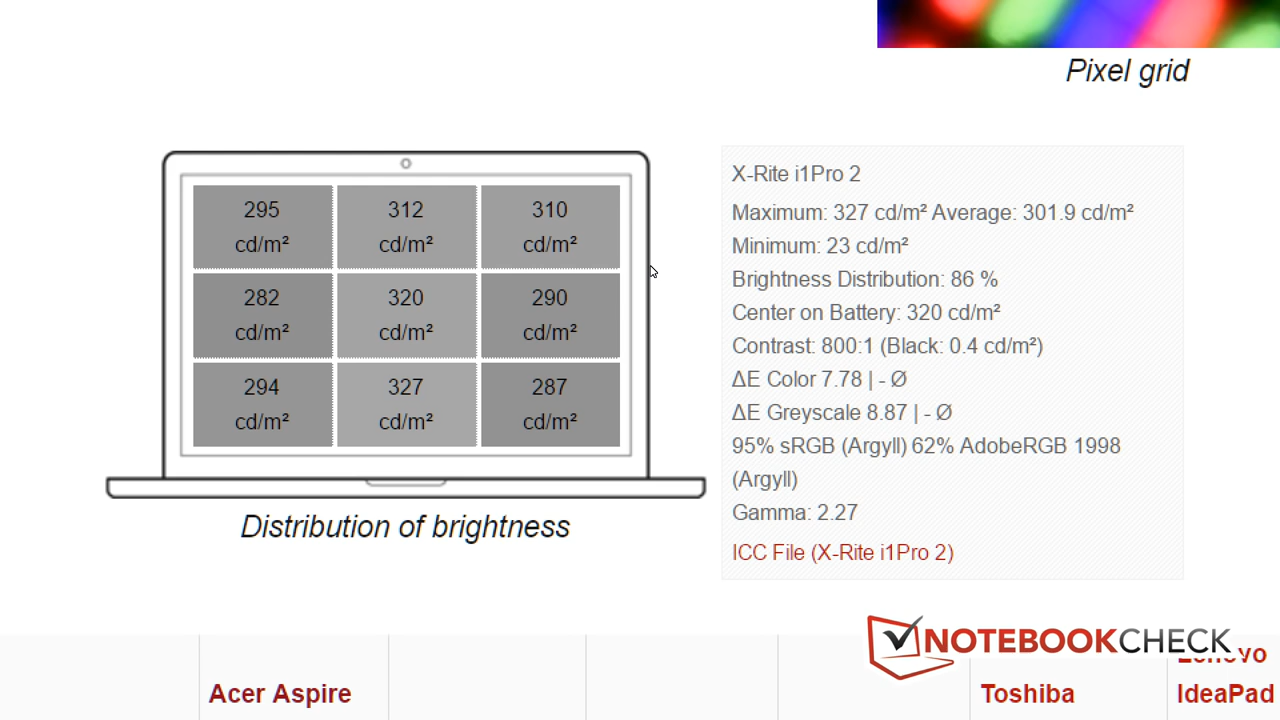 Pixel grid
295
cd/m²
312
cd/m²
310
cd/m²
282
cd/m²
320
cd/m²
290
cd/m²
294
cd/m²
327
cd/m²
287
cd/m²
Distribution of brightness
X-Rite i1Pro 2
Maximum: 327 cd/m² Average: 301.9 cd/m²
Minimum: 23 cd/m²
Brightness Distribution: 86 %
Center on Battery: 320 cd/m²
Contrast: 800:1 (Black: 0.4 cd/m²)
ΔE Color 7.78 | - Ø
ΔE Greyscale 8.87 | - Ø
95% sRGB (Argyll) 62% AdobeRGB 1998
(Argyll)
Gamma: 2.27
ICC File (X-Rite i1Pro 2)
NOTEBOOKCHECK
Acer Aspire
Toshiba
Lenovo
IdeaPad